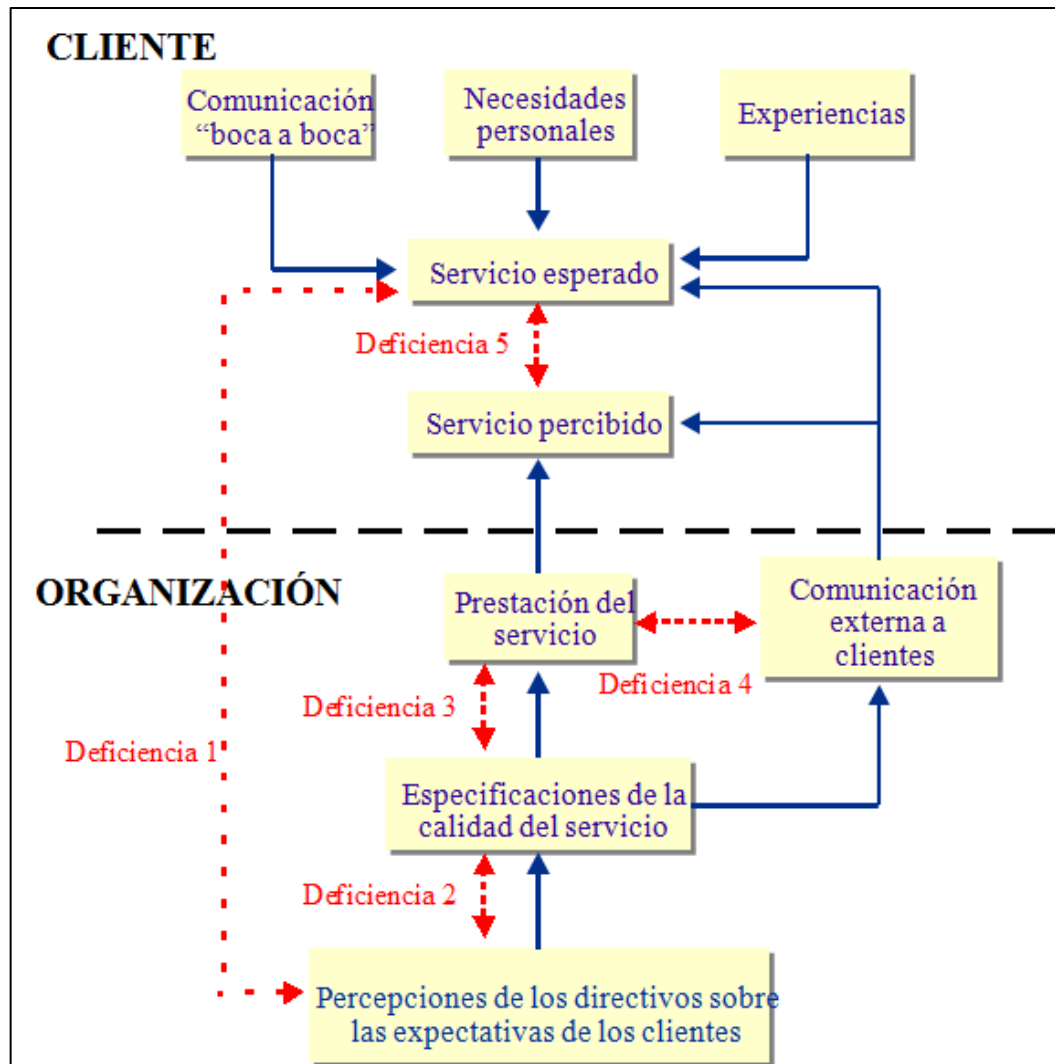 CLIENTE
Comunicación
“boca a boca”
Necesidades
personales
Experiencias
Servicio esperado
Deficiencia 5
Servicio percibido
ORGANIZACIÓN
Prestación del
servicio
Comunicación
externa a
clientes
Deficiencia 4
Deficiencia 3
Deficiencia 1
Especificaciones de la
calidad del servicio
Deficiencia 2
Percepciones de los directivos sobre
las expectativas de los clientes